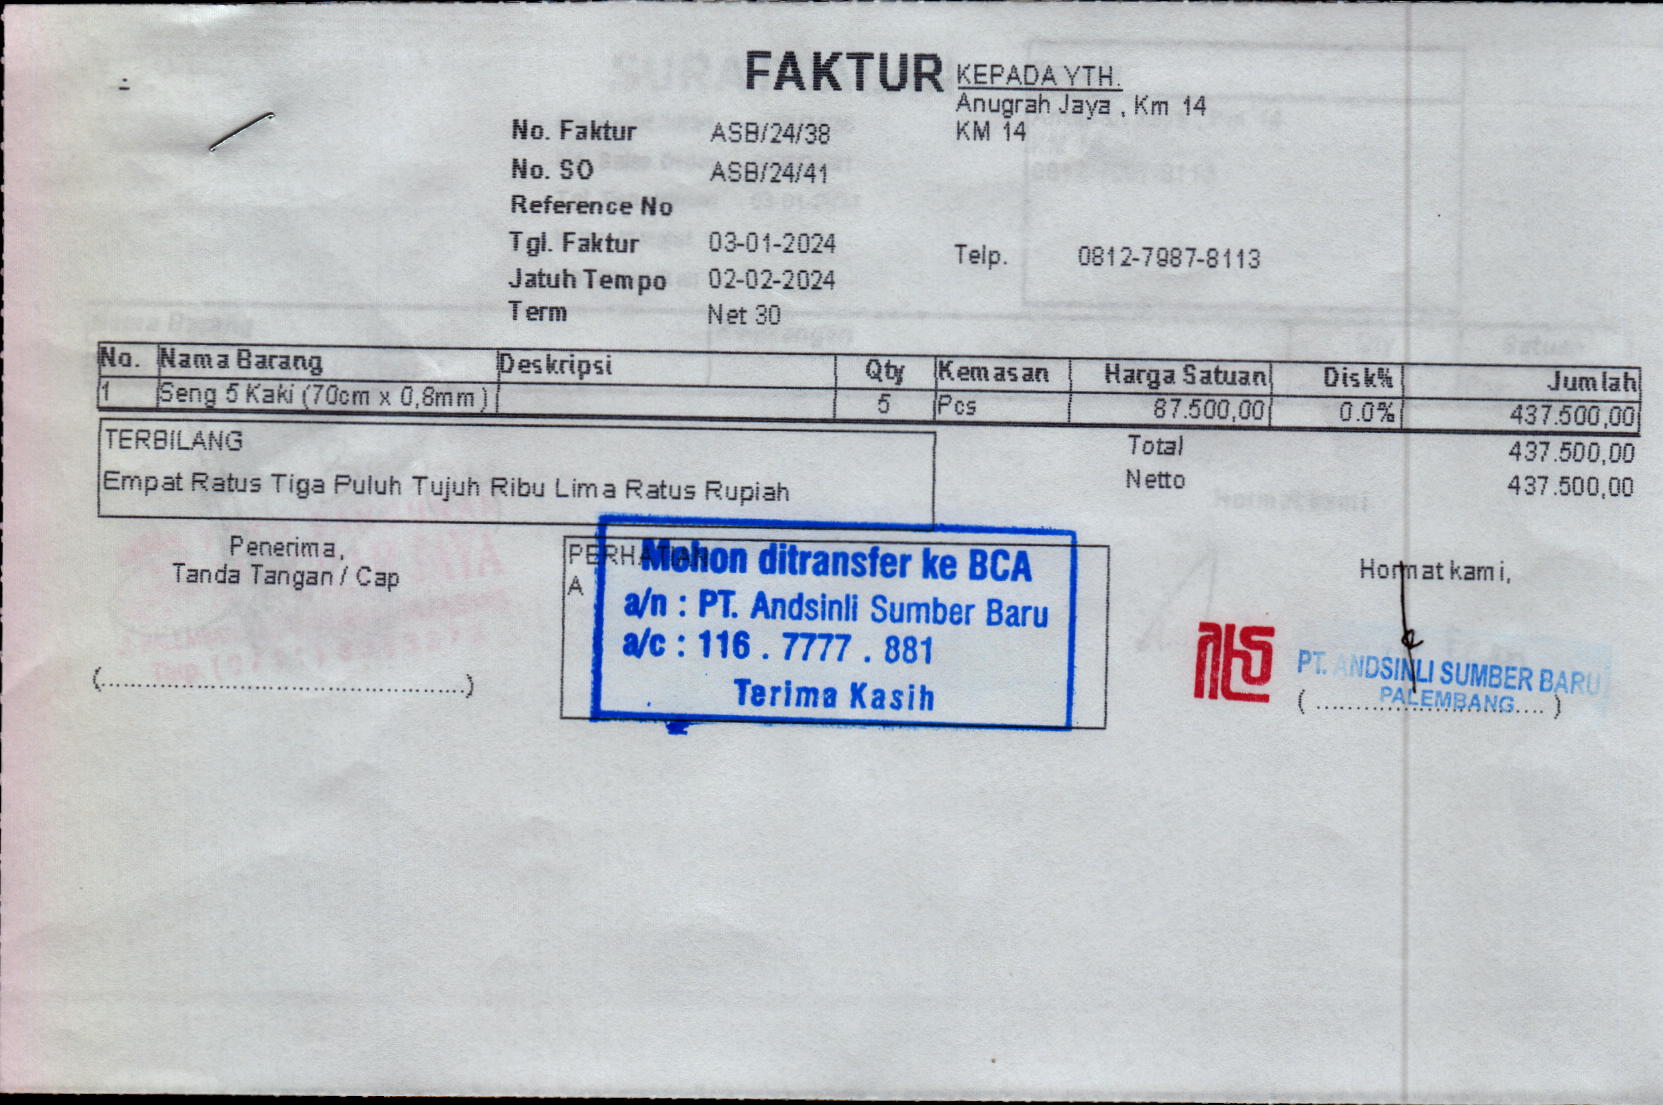 FAKTUR
KEPADA YTH.
Anugrah Jaya , Km 14
KM 14
No. Faktur ASB/24/38
No. SO ASB/24/41
Reference No
Tgl. Faktur 03-01-2024
Jatuh Tempo 02-02-2024
Term Net 30
Telp. 0812-7987-8113
No. Nama Barang Deskripsi Qty Kemasan Harga Satuan Disk% Jumlah
1 Seng 5 Kaki (70cm x 0,8mm) 5 Pcs 87.500,00 0.0% 437.500,00
TERBILANG
Empat Ratus Tiga Puluh Tujuh Ribu Lima Ratus Rupiah
Total 437.500,00
Netto 437.500,00
Penerima,
Tanda Tangan / Cap
(..............................................)
PERHATIAN
A
Mohon ditransfer ke BCA
a/n : PT. Andsinli Sumber Baru
a/c : 116 . 7777 . 881
Terima Kasih
Hormat kami,
PT. ANDSINLI SUMBER BARU
PALEMBANG
(..............................)